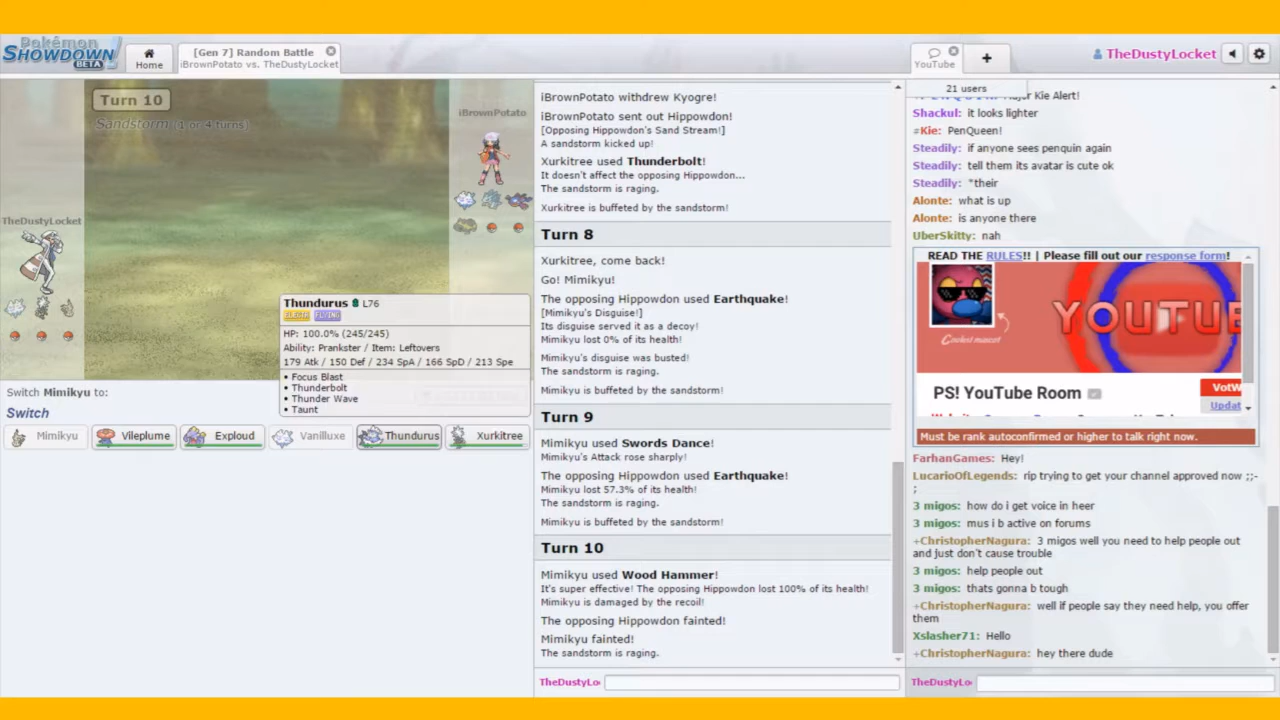 Pokémon
SHOWDOWN
BETA
Home
[Gen 7] Random Battle
iBrownPotato vs. TheDustyLocket
YouTube
+
TheDustyLocket
Turn 10
Sandstorm (1 or 4 turns)
iBrownPotato
TheDustyLocket
Thundurus L76
ELECTR FLYING
HP: 100.0% (245/245)
Ability: Prankster / Item: Leftovers
179 Atk / 150 Def / 234 SpA / 166 SpD / 213 Spe
• Focus Blast
• Thunderbolt
• Thunder Wave
• Taunt
Switch Mimikyu to:
Switch
Mimikyu
Vileplume
Exploud
Vanilluxe
Thundurus
Xurkitree
iBrownPotato withdrew Kyogre!
iBrownPotato sent out Hippowdon!
[Opposing Hippowdon's Sand Stream!]
A sandstorm kicked up!
Xurkitree used Thunderbolt!
It doesn't affect the opposing Hippowdon...
The sandstorm is raging.
Xurkitree is buffeted by the sandstorm!
Turn 8
Xurkitree, come back!
Go! Mimikyu!
The opposing Hippowdon used Earthquake!
[Mimikyu's Disguise!]
Its disguise served it as a decoy!
Mimikyu lost 0% of its health!
Mimikyu's disguise was busted!
The sandstorm is raging.
Mimikyu is buffeted by the sandstorm!
Turn 9
Mimikyu used Swords Dance!
Mimikyu's Attack rose sharply!
The opposing Hippowdon used Earthquake!
Mimikyu lost 57.3% of its health!
The sandstorm is raging.
Mimikyu is buffeted by the sandstorm!
Turn 10
Mimikyu used Wood Hammer!
It's super effective! The opposing Hippowdon lost 100% of its health!
Mimikyu is damaged by the recoil!
The opposing Hippowdon fainted!
Mimikyu fainted!
The sandstorm is raging.
TheDustyLo
21 users
Kie Alert!
Shackul: it looks lighter
#Kie: PenQueen!
Steadily: if anyone sees penquin again
Steadily: tell them its avatar is cute ok
Steadily: *their
Alonte: what is up
Alonte: is anyone there
UberSkitty: nah
READ THE RULES!! | Please fill out our response form!
Coolest mascot
YOUTUB
PS! YouTube Room
VotW
Updat
Must be rank autoconfirmed or higher to talk right now.
FarhanGames: Hey!
LucarioOfLegends: rip trying to get your channel approved now ;;-
;
3 migos: how do i get voice in heer
3 migos: mus i b active on forums
+ChristopherNagura: 3 migos well you need to help people out
and just don't cause trouble
3 migos: help people out
3 migos: thats gonna b tough
+ChristopherNagura: well if people say they need help, you offer
them
Xslasher71: Hello
+ChristopherNagura: hey there dude
TheDustyLo